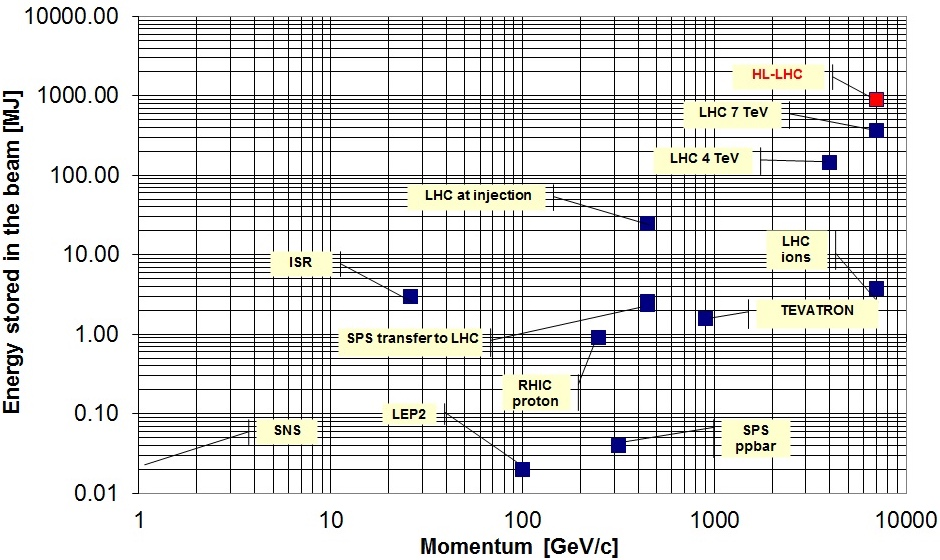 10000.00
1000.00
100.00
10.00
1.00
0.10
0.01
Energy stored in the beam [MJ]
HL-LHC
LHC 7 TeV
LHC 4 TeV
LHC at injection
LHC
ions
ISR
TEVATRON
SPS transfer to LHC
RHIC
proton
LEP2
SNS
SPS
ppbar
1
10
100
1000
10000
Momentum [GeV/c]